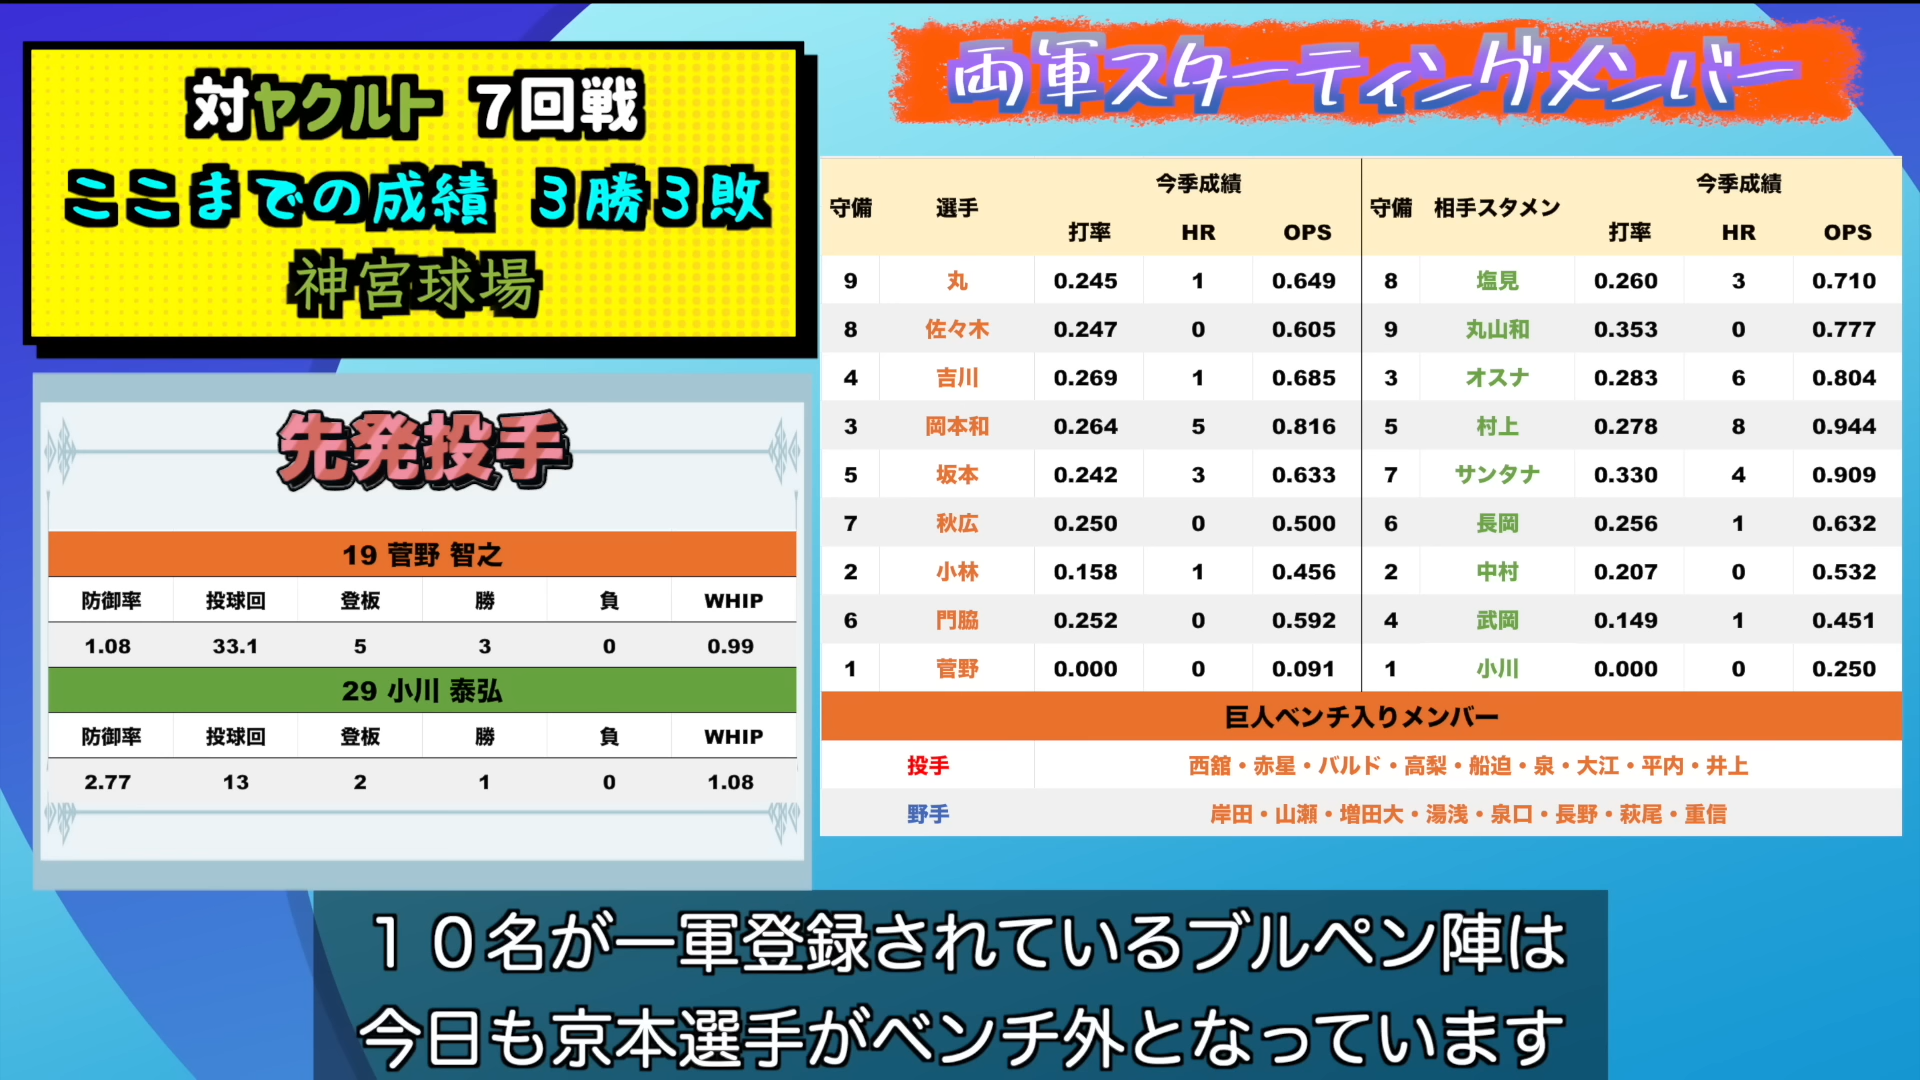 対ヤクルト 7回戦
ここまでの成績 3勝3敗
神宮球場
両軍スターティングメンバー
先発投手
19 菅野 智之
防御率 投球回 登板 勝 負 WHIP
1.08 33.1 5 3 0 0.99
29 小川 泰弘
防御率 投球回 登板 勝 負 WHIP
2.77 13 2 1 0 1.08
守備 選手 今季成績 守備 相手スタメン 今季成績
打率 HR OPS 打率 HR OPS
9 丸 0.245 1 0.649 8 塩見 0.260 3 0.710
8 佐々木 0.247 0 0.605 9 丸山和 0.353 0 0.777
4 吉川 0.269 1 0.685 3 オスナ 0.283 6 0.804
3 岡本和 0.264 5 0.816 5 村上 0.278 8 0.944
5 坂本 0.242 3 0.633 7 サンタナ 0.330 4 0.909
7 秋広 0.250 0 0.500 6 長岡 0.256 1 0.632
2 小林 0.158 1 0.456 2 中村 0.207 0 0.532
6 門脇 0.252 0 0.592 4 武岡 0.149 1 0.451
1 菅野 0.000 0 0.091 1 小川 0.000 0 0.250
巨人ベンチ入りメンバー
投手 西舘・赤星・バルド・高梨・船迫・泉・大江・平内・井上
野手 岸田・山瀬・増田大・湯浅・泉口・長野・萩尾・重信
10名が一軍登録されているブルペン陣は
今日も京本選手がベンチ外となっています